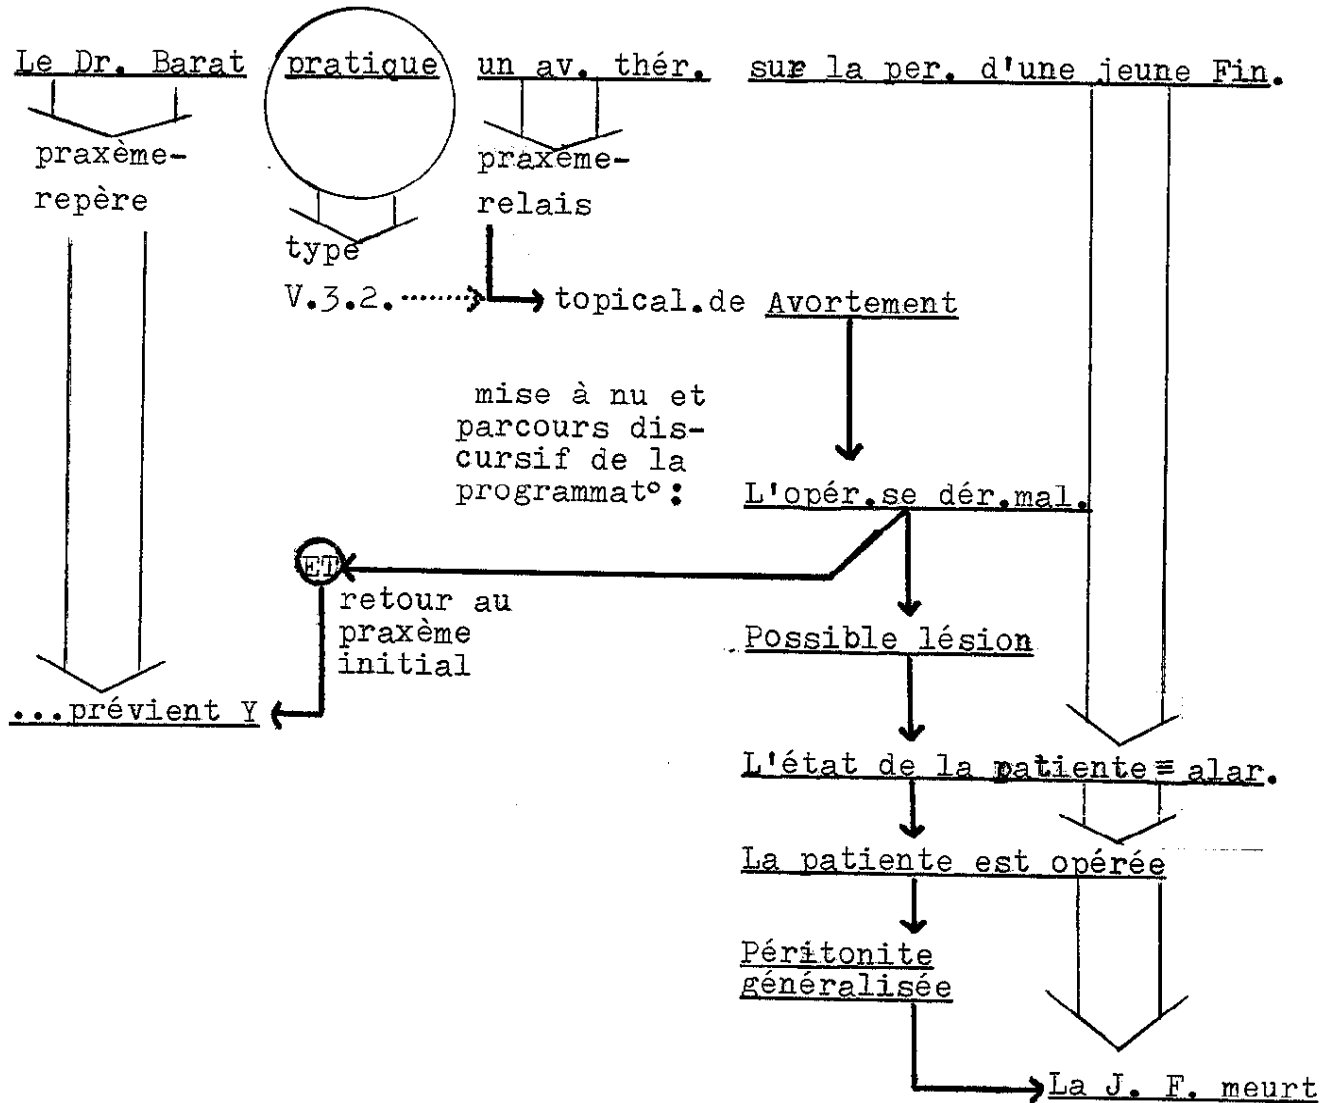 Le Dr. Barat pratique un av. thér. sur la per. d'une jeune Fin.
praxème-
repère
praxème-
relais
type
V.3.2.
topical.de Avortement
mise à nu et
parcours dis-
cursif de la
programmat° :
L'opér.se dér.mal.
ET
retour au
praxème
initial
Possible lésion
...prévient Y
L'état de la patiente = alar.
La patiente est opérée
Péritonite
généralisée
La J. F. meurt